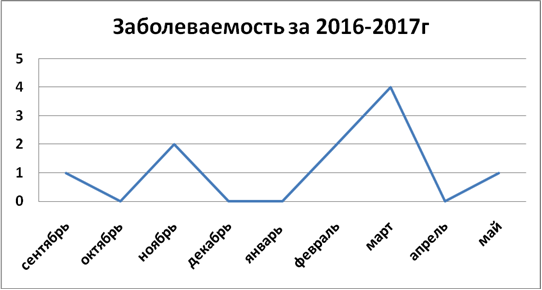 Заболеваемость за 2016-2017г
5
4
3
2
1
0
сентябрь
октябрь
ноябрь
декабрь
январь
февраль
март
апрель
май